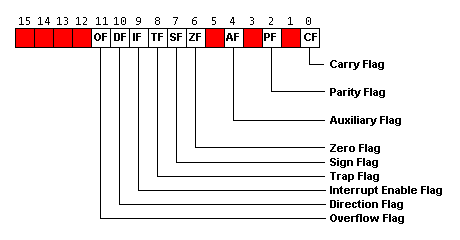 15 14 13 12 11 10 9 8 7 6 5 4 3 2 1 0
OF DF IF TF SF ZF AF PF CF
Carry Flag
Parity Flag
Auxiliary Flag
Zero Flag
Sign Flag
Trap Flag
Interrupt Enable Flag
Direction Flag
Overflow Flag